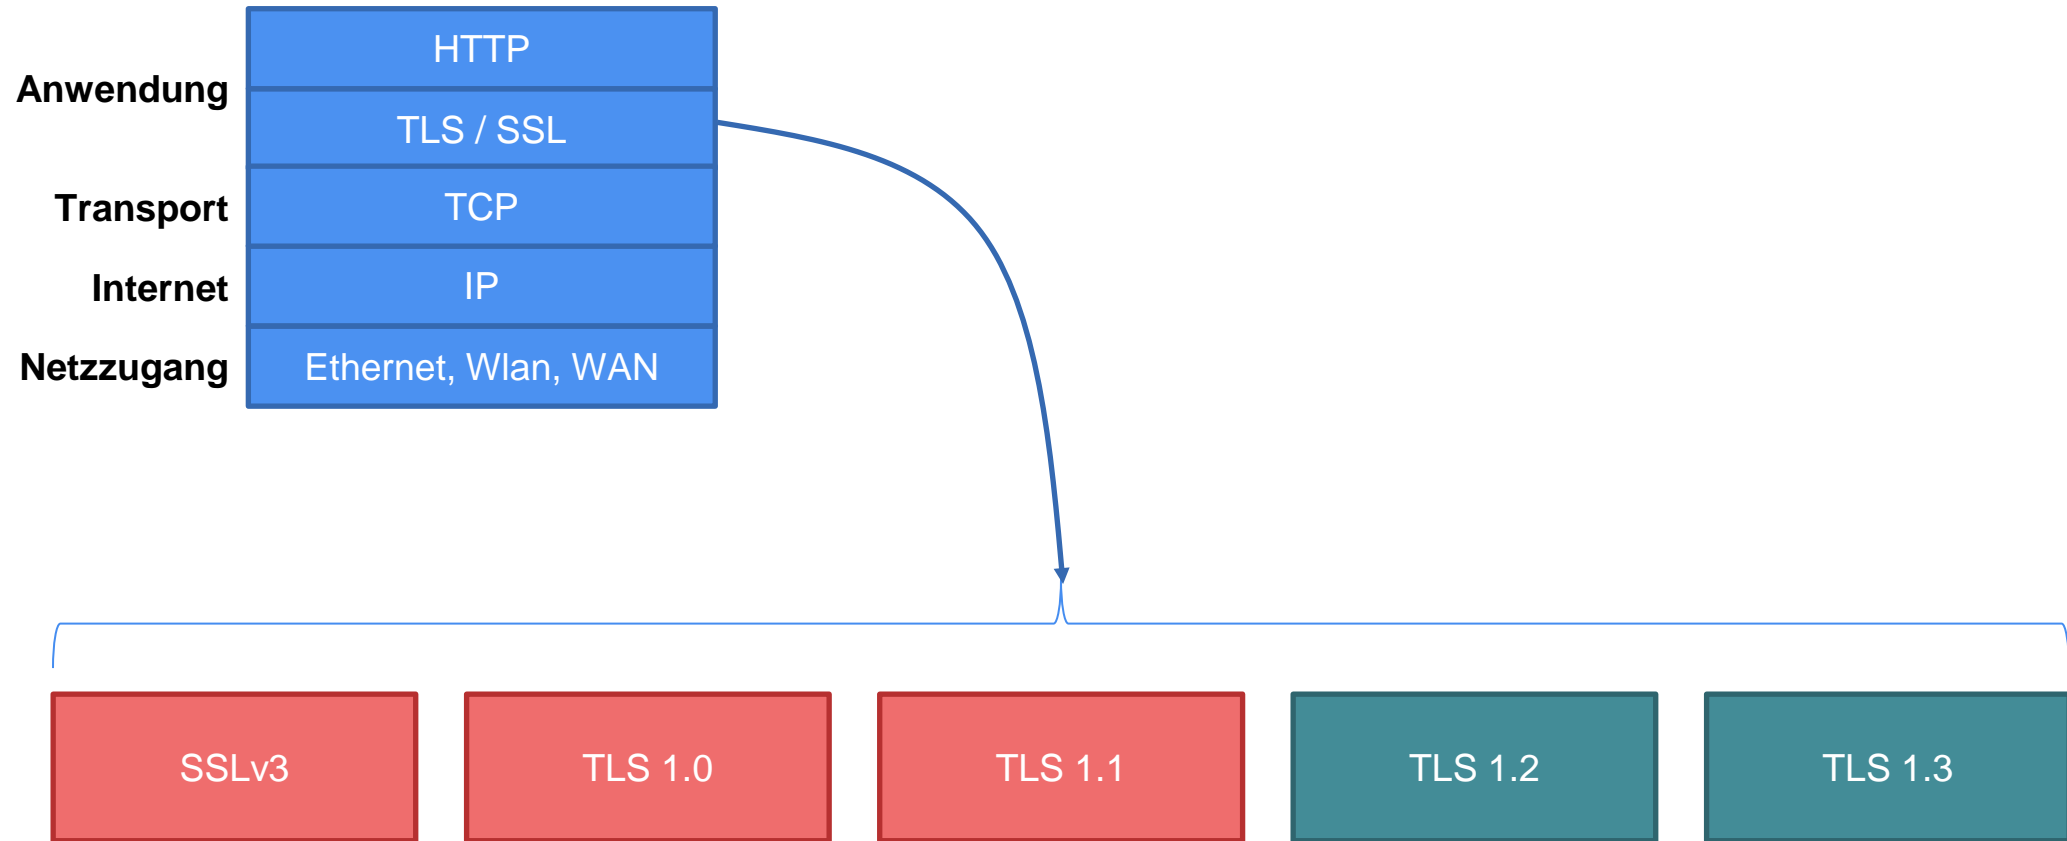 HTTP
Anwendung
TLS / SSL
Transport
TCP
Internet
IP
Netzzugang
Ethernet, Wlan, WAN
SSLv3
TLS 1.0
TLS 1.1
TLS 1.2
TLS 1.3